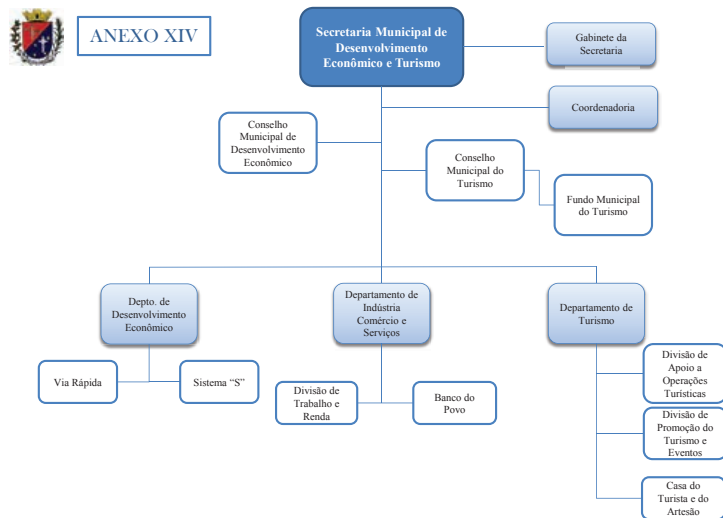 ANEXO XIV
Secretaria Municipal de
Desenvolvimento
Econômico e Turismo
Gabinete da
Secretaria
Coordenadoria
Conselho
Municipal de
Desenvolvimento
Econômico
Conselho
Municipal do
Turismo
Fundo Municipal
do Turismo
Depto. de
Desenvolvimento
Econômico
Departamento de
Indústria
Comércio e
Serviços
Departamento de
Turismo
Via Rápida
Sistema “S”
Divisão de
Trabalho e
Renda
Banco do
Povo
Divisão de
Apoio a
Operações
Turísticas
Divisão de
Promoção do
Turismo e
Eventos
Casa do
Turista e do
Artesão